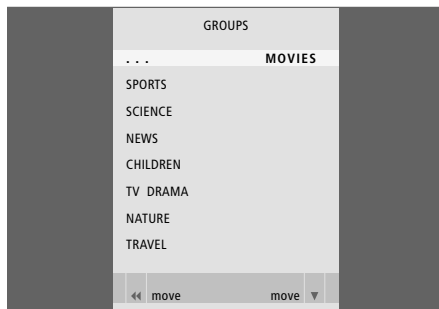 GROUPS
. . . MOVIES
SPORTS
SCIENCE
NEWS
CHILDREN
TV DRAMA
NATURE
TRAVEL
◀◀ move move ▼